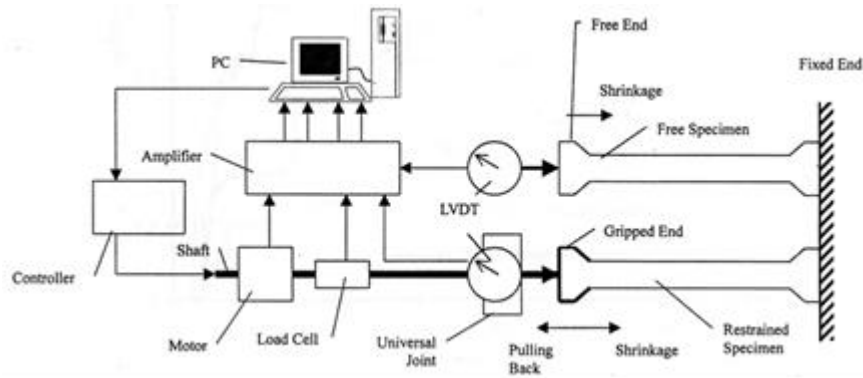 Free End
Fixed End
PC
Shrinkage
Free Specimen
Amplifier
LVDT
Gripped End
Shaft
Controller
Motor
Load Cell
Universal
Joint
Pulling
Back
Shrinkage
Restrained
Specimen